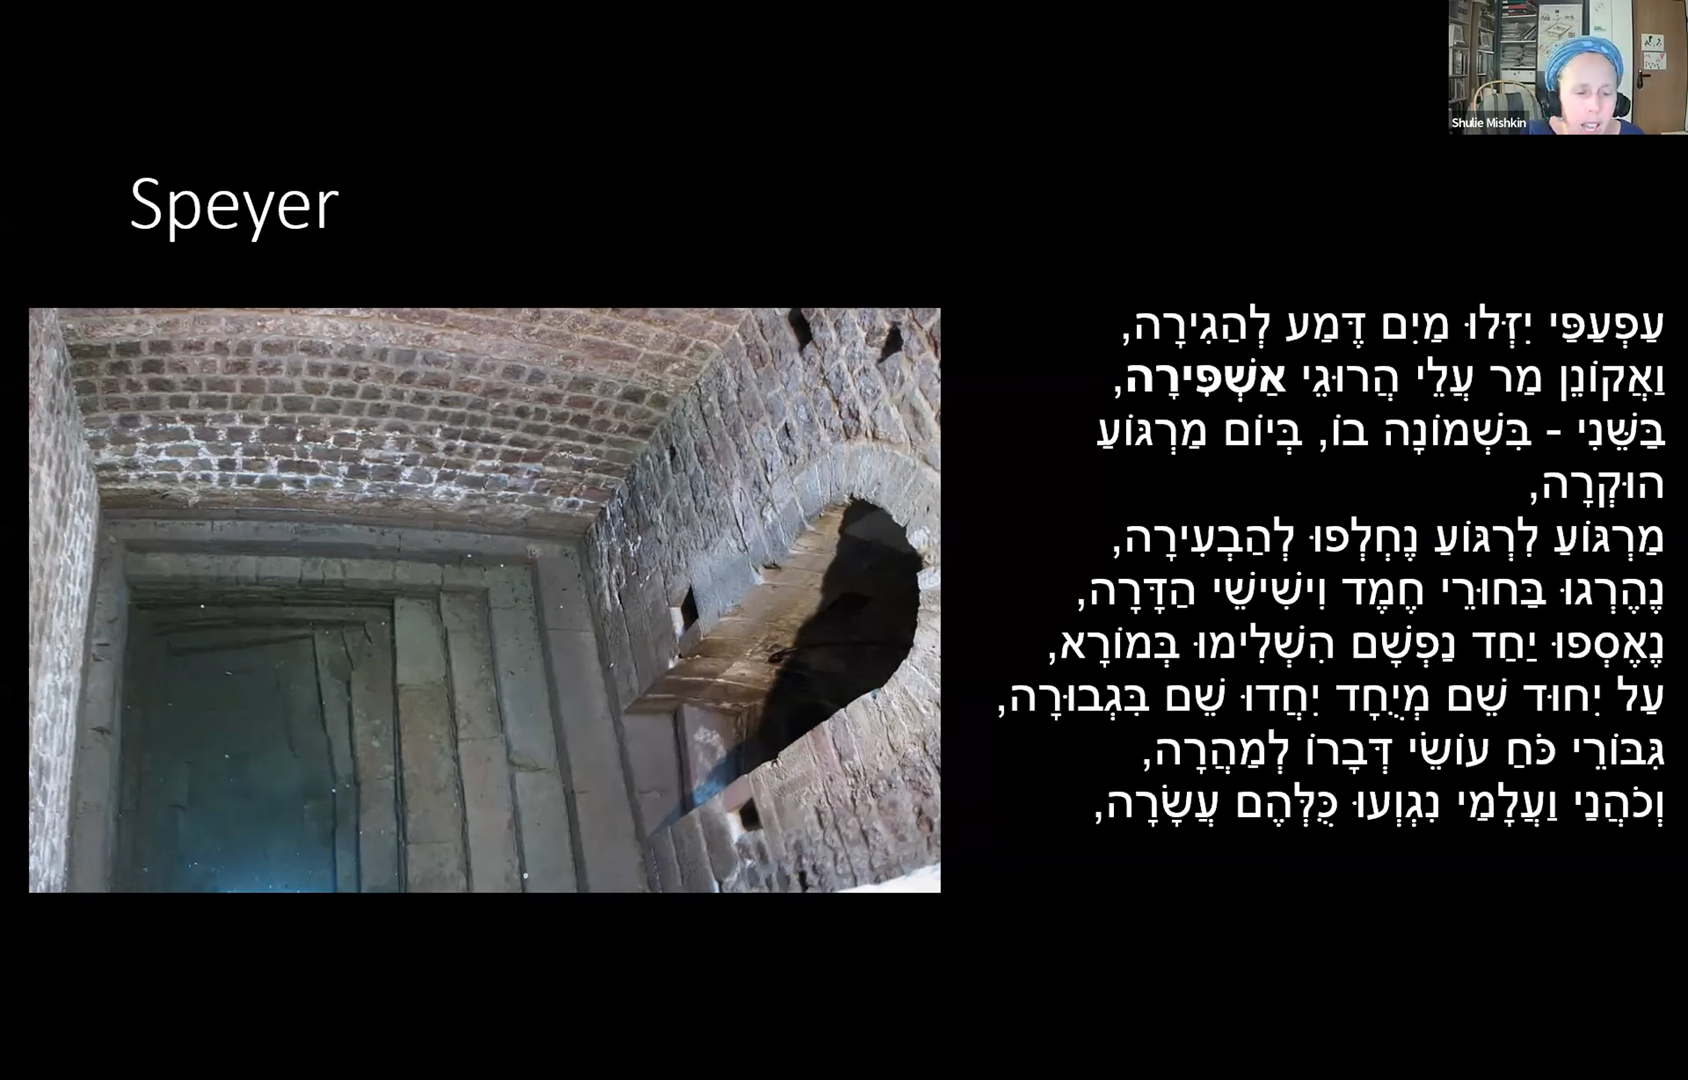 Shulie Mishkin
Speyer
עַפְעַפַּי יִזְּלוּ מַיִם דֶּמַע לְהַגִּירָה,
וַאֲקוֹנֵן מַר עֲלֵי הֲרוּגֵי אַשְׁפִּירָה,
בַּשֵּׁנִי - בִּשְׁמוֹנָה בוֹ, בְּיוֹם מַרְגּוֹעַ
הוּקְרָה,
מַרְגּוֹעַ לִרְגּוֹעַ נֶחְלְפוּ לְהַבְעִירָה,
נֶהֶרְגוּ בַּחוּרֵי חֶמֶד וִישִׁישֵׁי הַדָּרָה,
נֶאֶסְפוּ יַחַד נַפְשָׁם הִשְׁלִימוּ בְּמוֹרָא,
עַל יִחוּד שֵׁם מְיֻחָד יִחֲדוּ שֵׁם בִּגְבוּרָה,
גִּבּוֹרֵי כֹּחַ עוֹשֵׂי דְּבָרוֹ לְמַהֲרָה,
וְכֹהֲנַי וַעֲלָמַי נִגְוְעוּ כֻּלְּהֶם עֲשָׂרָה,